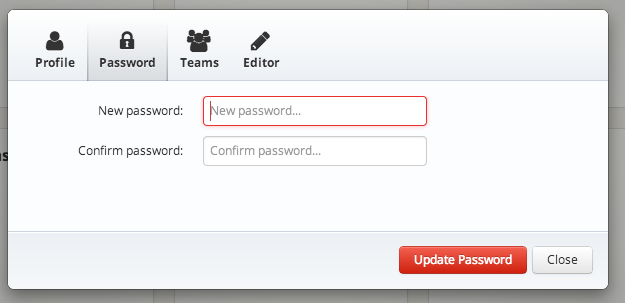 Profile Password Teams Editor
New password: New password...
Confirm password: Confirm password...
Update Password Close